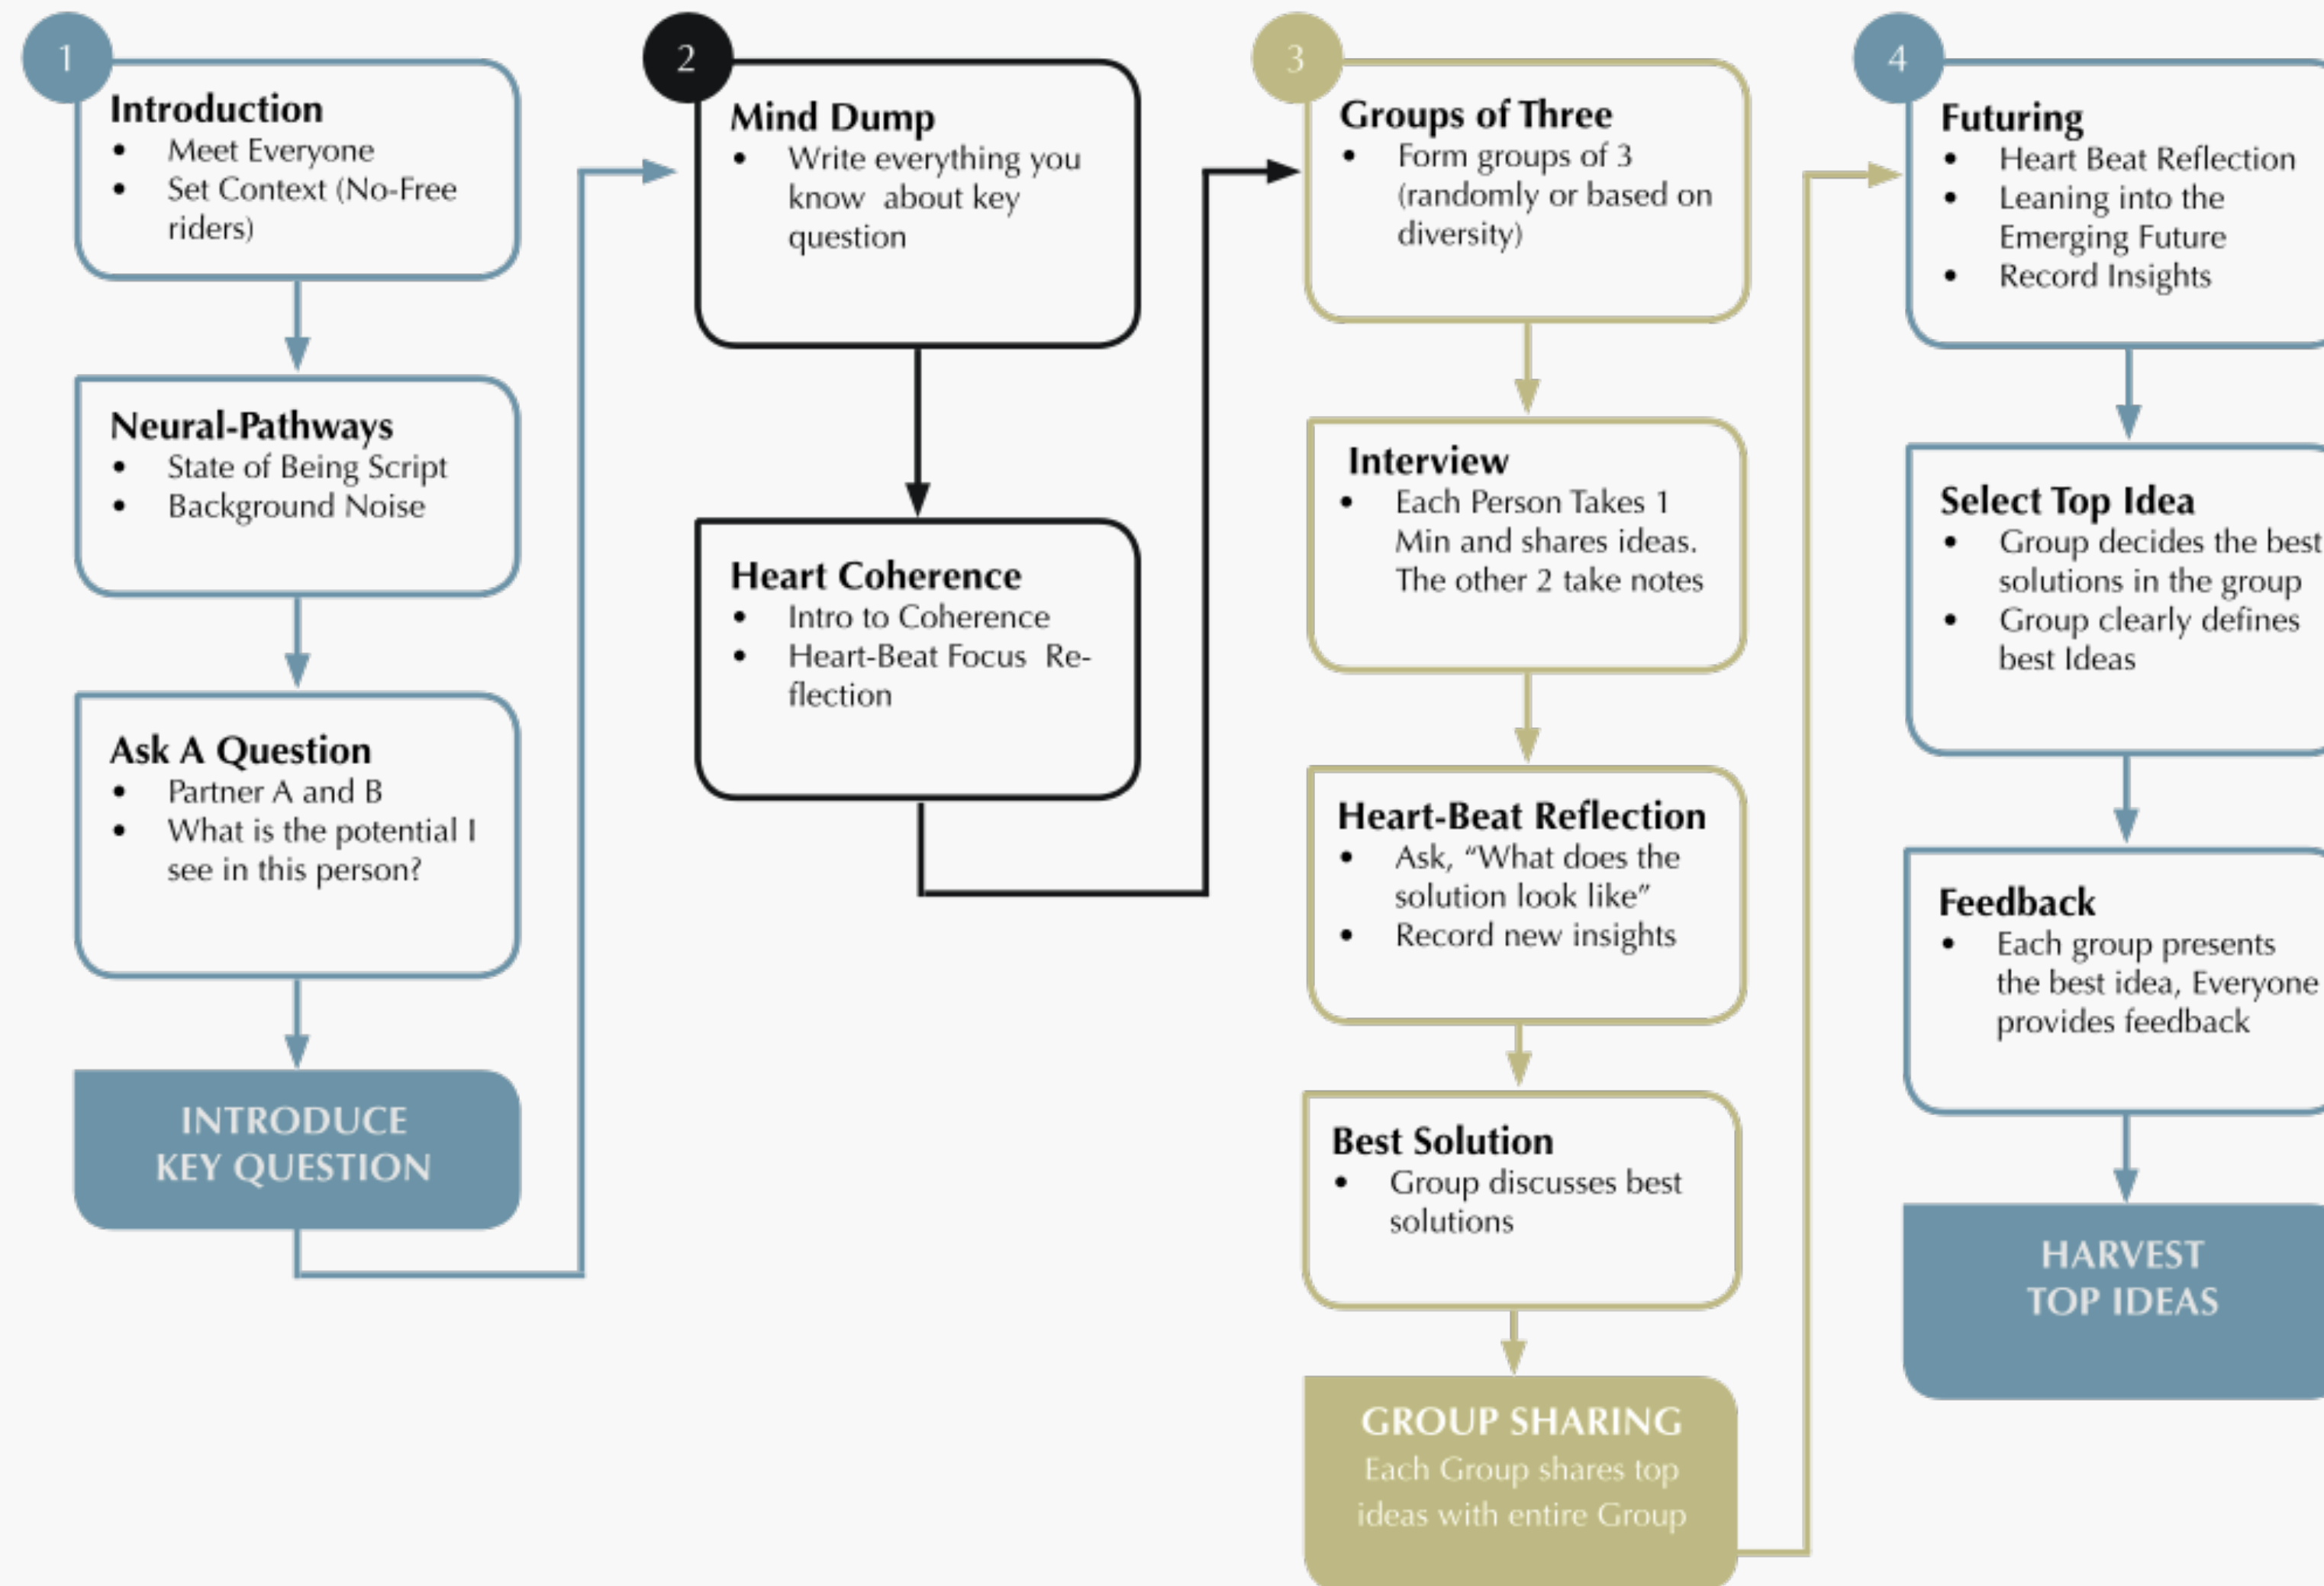 1
Introduction
• Meet Everyone
• Set Context (No-Free
riders)
Neural-Pathways
• State of Being Script
• Background Noise
Ask A Question
• Partner A and B
• What is the potential I
see in this person?
INTRODUCE
KEY QUESTION
2
Mind Dump
• Write everything you
know  about key
question
Heart Coherence
• Intro to Coherence
• Heart-Beat Focus  Re-
flection
3
Groups of Three
• Form groups of 3
(randomly or based on
diversity)
Interview
• Each Person Takes 1
Min and shares ideas.
The other 2 take notes
Heart-Beat Reflection
• Ask, “What does the
solution look like”
• Record new insights
Best Solution
• Group discusses best
solutions
GROUP SHARING
Each Group shares top
ideas with entire Group
4
Futuring
• Heart Beat Reflection
• Leaning into the
Emerging Future
• Record Insights
Select Top Idea
• Group decides the best
solutions in the group
• Group clearly defines
best Ideas
Feedback
• Each group presents
the best idea, Everyone
provides feedback
HARVEST
TOP IDEAS